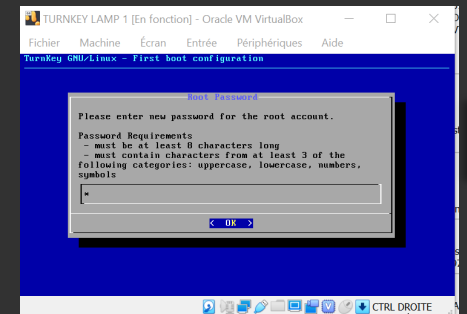 TURNKEY LAMP 1 [En fonction] - Oracle VM VirtualBox
Fichier Machine Écran Entrée Périphériques Aide
TurnKey GNU/Linux - First boot configuration
Root Password
Please enter new password for the root account.
Password Requirements
- must be at least 8 characters long
- must contain characters from at least 3 of the
following categories: uppercase, lowercase, numbers,
symbols
*
< OK >
CTRL DROITE